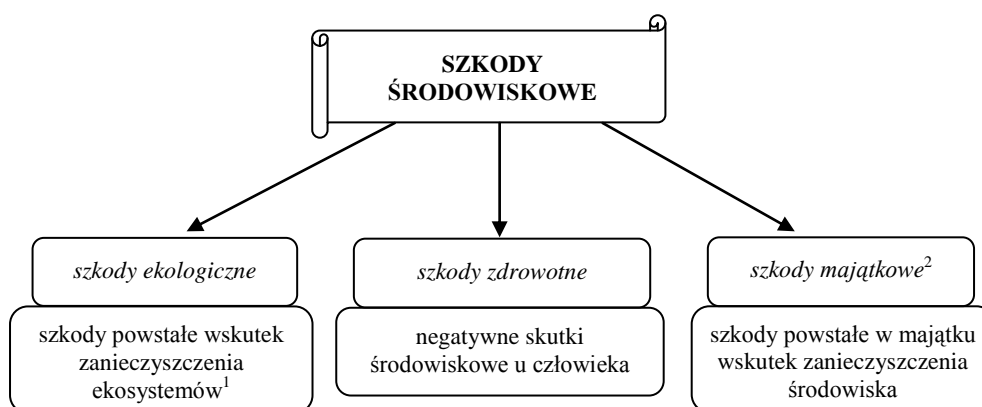 SZKODY
ŚRODOWISKOWE
szkody ekologiczne
szkody powstałe wskutek
zanieczyszczenia
ekosystemów¹
szkody zdrowotne
negatywne skutki
środowiskowe u człowieka
szkody majątkowe²
szkody powstałe w majątku
wskutek zanieczyszczenia
środowiska